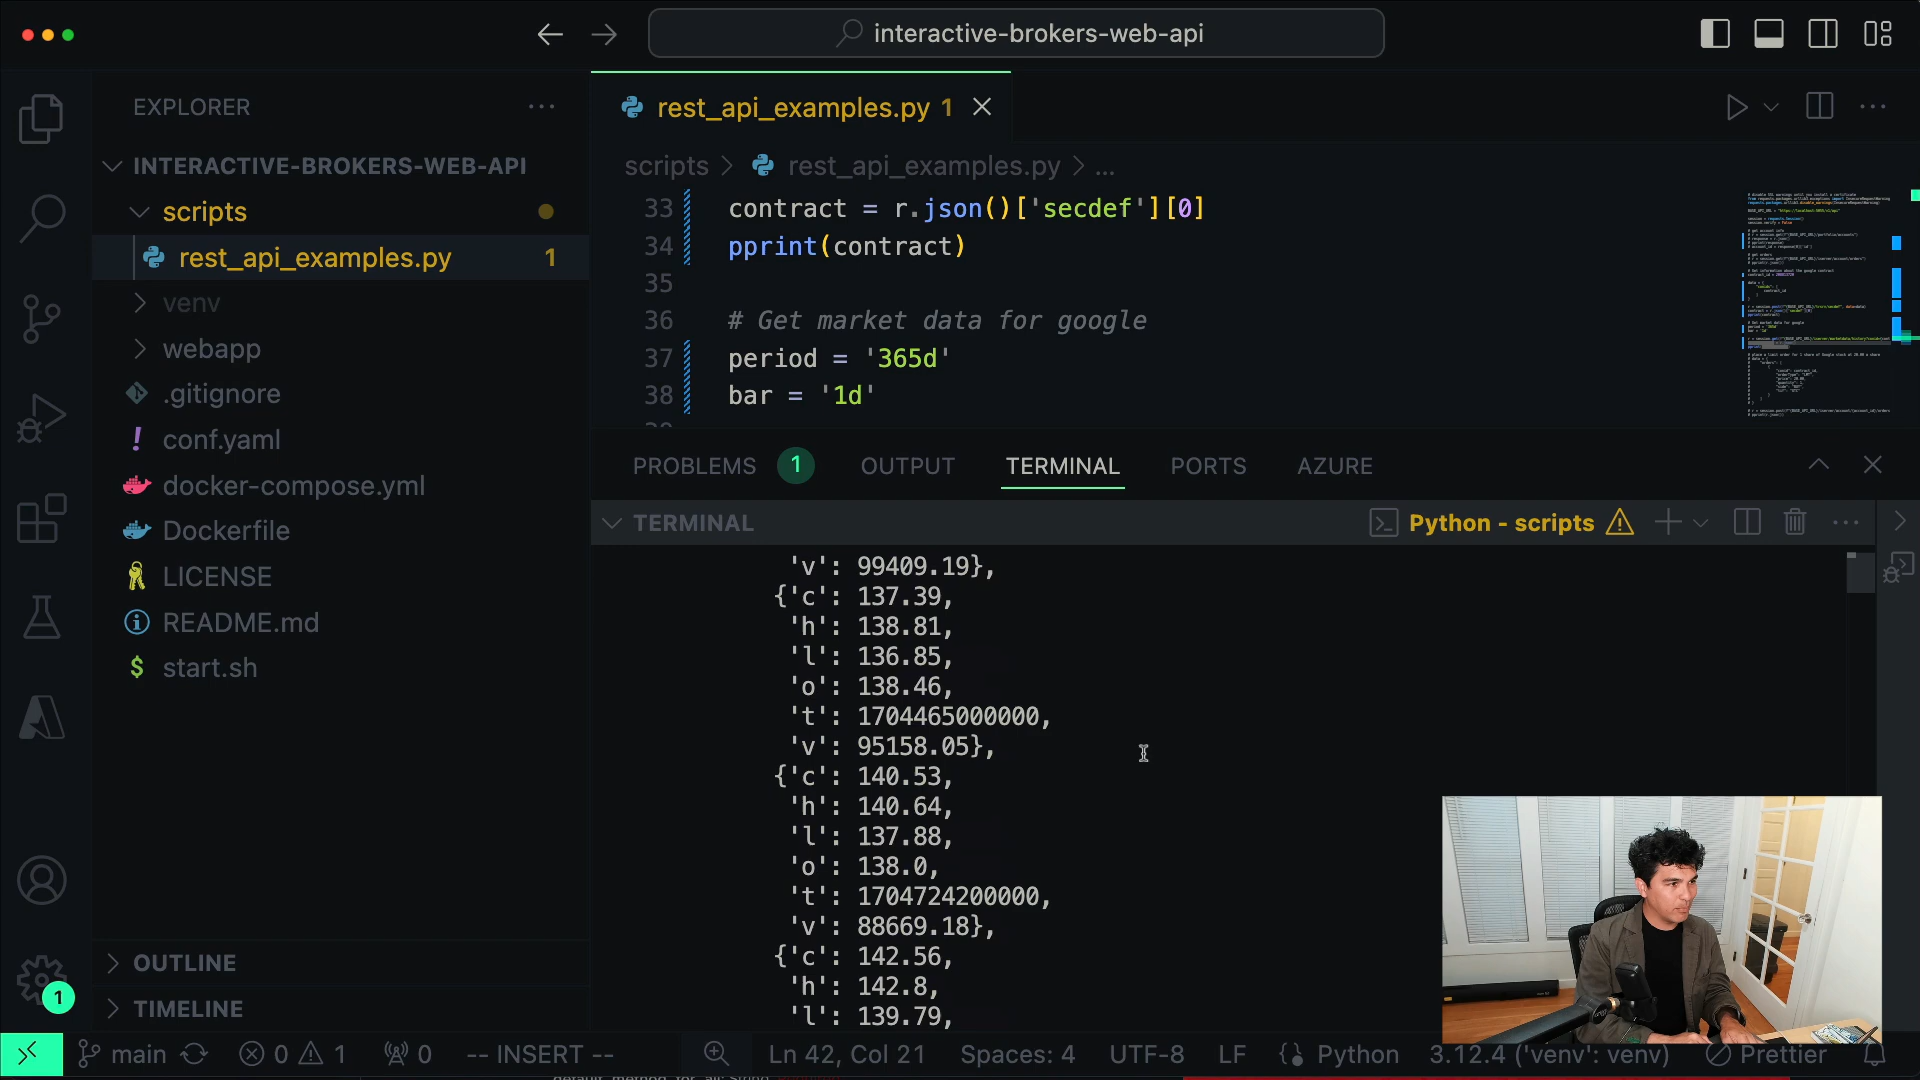 interactive-brokers-web-api
EXPLORER
INTERACTIVE-BROKERS-WEB-API
scripts
rest_api_examples.py 1
venv
webapp
.gitignore
conf.yaml
docker-compose.yml
Dockerfile
LICENSE
README.md
start.sh
OUTLINE
TIMELINE
1
rest_api_examples.py 1
scripts > rest_api_examples.py > ...
33 contract = r.json()['secdef'][0]
34 pprint(contract)
35
36 # Get market data for google
37 period = '365d'
38 bar = '1d'
PROBLEMS 1 OUTPUT TERMINAL PORTS AZURE
TERMINAL Python - scripts
'v': 99409.19},
{'c': 137.39,
'h': 138.81,
'l': 136.85,
'o': 138.46,
't': 1704465000000,
'v': 95158.05},
{'c': 140.53,
'h': 140.64,
'l': 137.88,
'o': 138.0,
't': 1704724200000,
'v': 88669.18},
{'c': 142.56,
'h': 142.8,
'l': 139.79,
main 0 1 0 -- INSERT -- Ln 42, Col 21 Spaces: 4 UTF-8 LF Python 3.12.4 ('venv': venv) Prettier